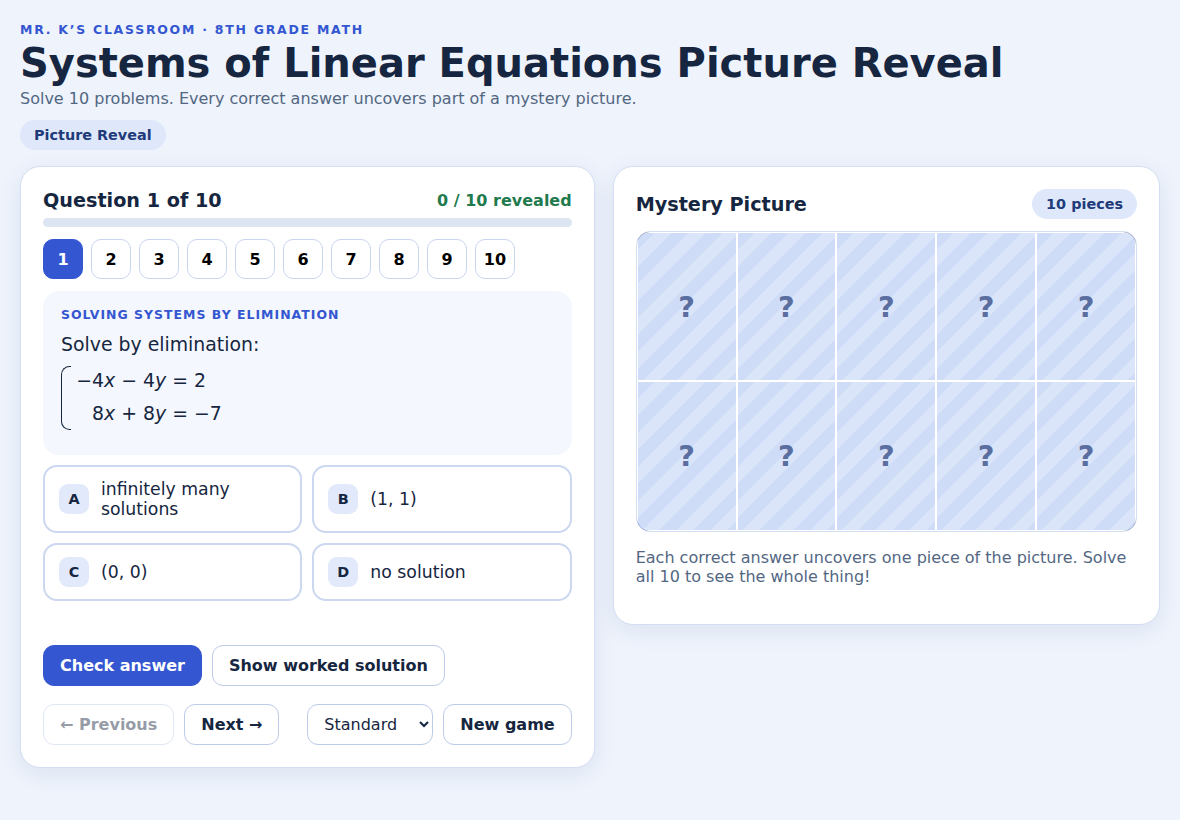 MR. K’S CLASSROOM · 8TH GRADE MATH
Systems of Linear Equations Picture Reveal
Solve 10 problems. Every correct answer uncovers part of a mystery picture.
Picture Reveal
Question 1 of 10
0 / 10 revealed
1 2 3 4 5 6 7 8 9 10
SOLVING SYSTEMS BY ELIMINATION
Solve by elimination:
−4x − 4y = 2
8x + 8y = −7
A infinitely many
solutions
B (1, 1)
C (0, 0)
D no solution
Check answer
Show worked solution
← Previous
Next →
Standard
New game
Mystery Picture
10 pieces
? ? ? ? ?
? ? ? ? ?
Each correct answer uncovers one piece of the picture. Solve
all 10 to see the whole thing!